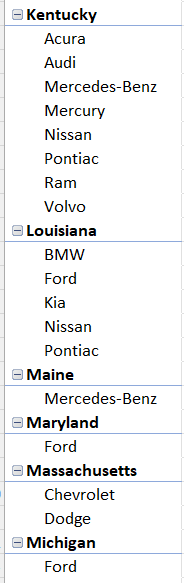 Kentucky
Acura
Audi
Mercedes-Benz
Mercury
Nissan
Pontiac
Ram
Volvo
Louisiana
BMW
Ford
Kia
Nissan
Pontiac
Maine
Mercedes-Benz
Maryland
Ford
Massachusetts
Chevrolet
Dodge
Michigan
Ford